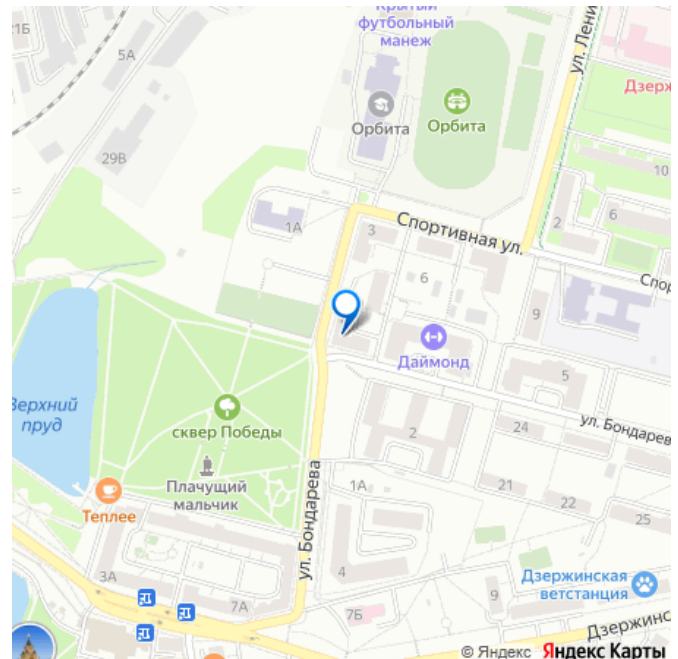 Крытый
футбольный
манеж
1Б
5А
ул. Лени
Дзерж
Орбита
Орбита
29В
10
1А
3
Спортивная ул.
2
6
6
Спор
9
Даймонд
5
Верхний
пруд
сквер Победы
ул. Бондарева
24
2
Плачущий
мальчик
Теплее
1А
21
22
25
ул. Бондарева
4
3А
7А
7Б
9
Дзержинская
ветстанция
Дзержинс
© Яндекс Яндекс Карты